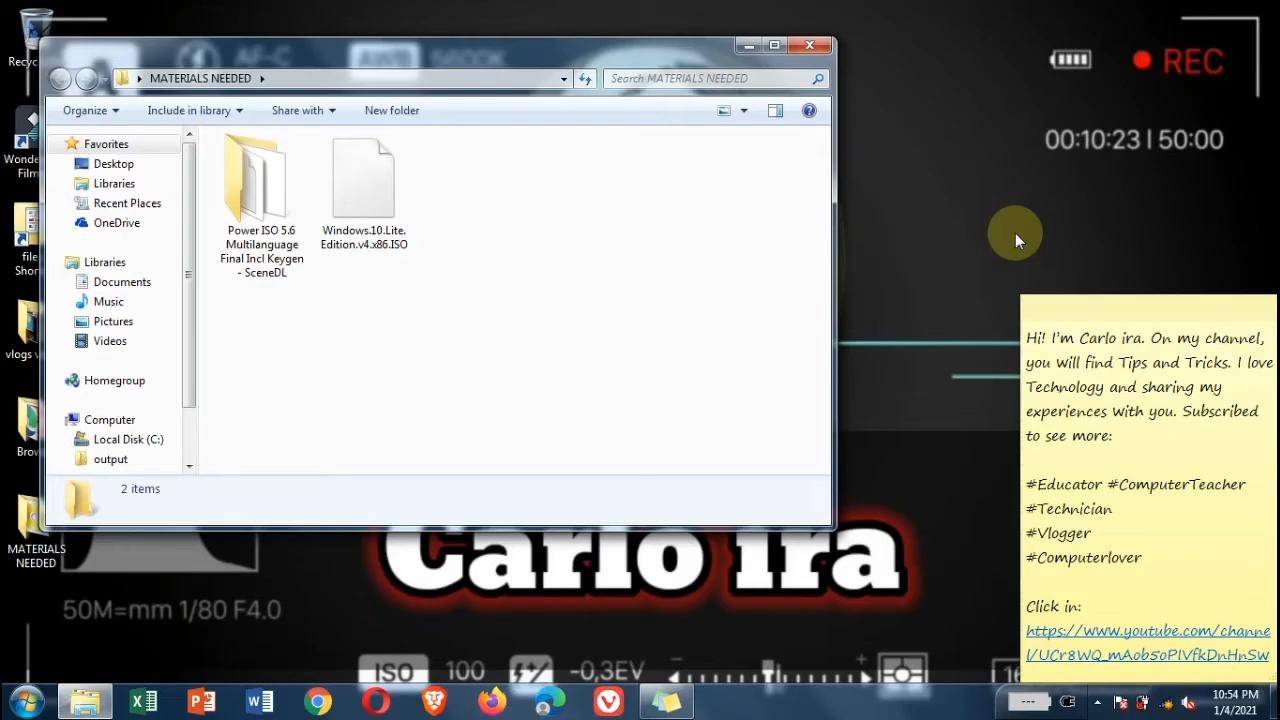 Recyc
MATERIALS NEEDED
Search MATERIALS NEEDED
REC
00:10:23 | 50:00
Organize
Include in library
Share with
New folder
Wonde
Film
file
Shor
vlogs v
Brow
MATERIALS
NEEDED
Favorites
Desktop
Libraries
Recent Places
OneDrive
Libraries
Documents
Music
Pictures
Videos
Homegroup
Computer
Local Disk (C:)
output
Power ISO 5.6
Multilanguage
Final Incl Keygen
- SceneDL
Windows.10.Lite.
Edition.v4.x86.ISO
2 items
Hi! I'm Carlo ira. On my channel,
you Will find Tips and Tricks. I love
Technology and sharing my
experiences With you. Subscribed
to see more:
#Educator #ComputerTeacher
#Technician
#Vlogger
#Computerlover
Click in:
https://www.youtube.com/channe
l/UCr8WQ_mAob5oPIVfkDnHnSw
Carlo ira
50M=mm 1/80 F4.0
ISO 100 -0,3EV
10:54 PM
1/4/2021